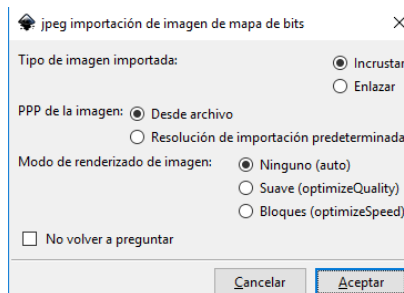 jpeg importación de imagen de mapa de bits
Tipo de imagen importada:
Incrustar
Enlazar
PPP de la imagen:
Desde archivo
Resolución de importación predeterminada
Modo de renderizado de imagen:
Ninguno (auto)
Suave (optimizeQuality)
Bloques (optimizeSpeed)
No volver a preguntar
Cancelar
Aceptar